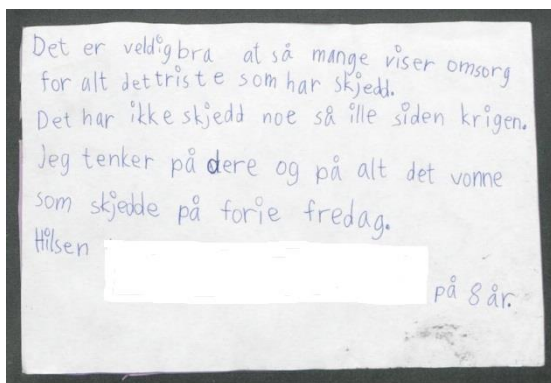 Det er veldig bra at så mange viser omsorg
for alt det triste som har skjedd.
Det har ikke skjedd noe så ille siden krigen.
Jeg tenker på dere og på alt det vonne
som skjedde på forie fredag.
Hilsen
på 8 år.